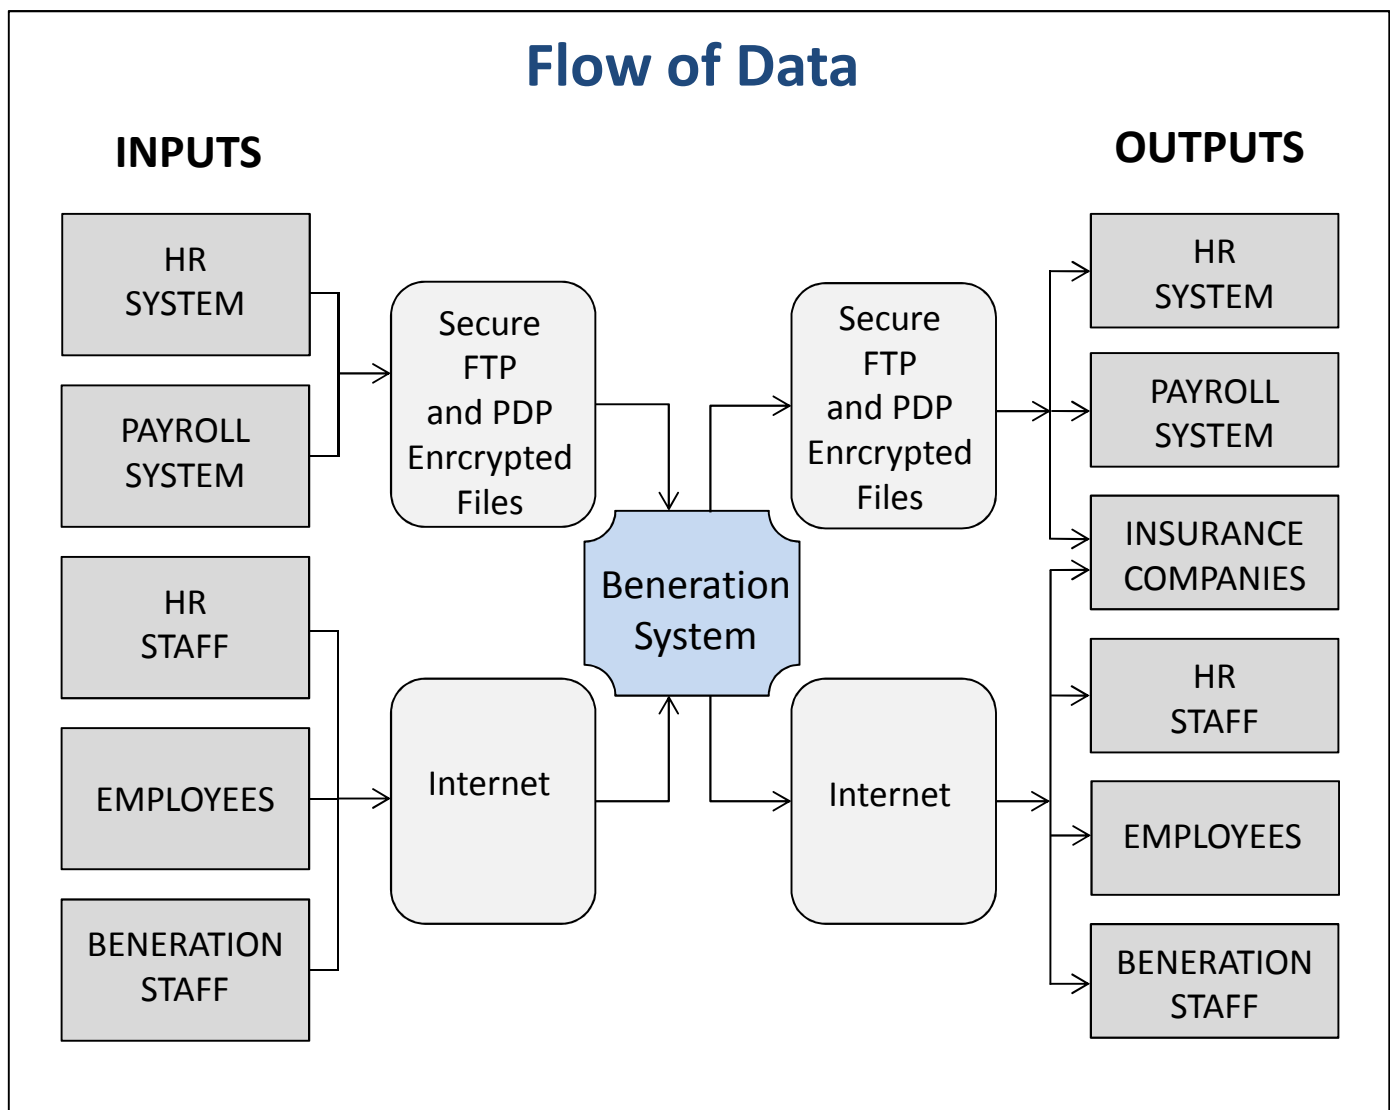 Flow of Data
INPUTS
OUTPUTS
HR
SYSTEM
PAYROLL
SYSTEM
HR
STAFF
EMPLOYEES
BENERATION
STAFF
Secure
FTP
and PDP
Enrcrypted
Files
Internet
Beneration
System
Secure
FTP
and PDP
Enrcrypted
Files
Internet
HR
SYSTEM
PAYROLL
SYSTEM
INSURANCE
COMPANIES
HR
STAFF
EMPLOYEES
BENERATION
STAFF